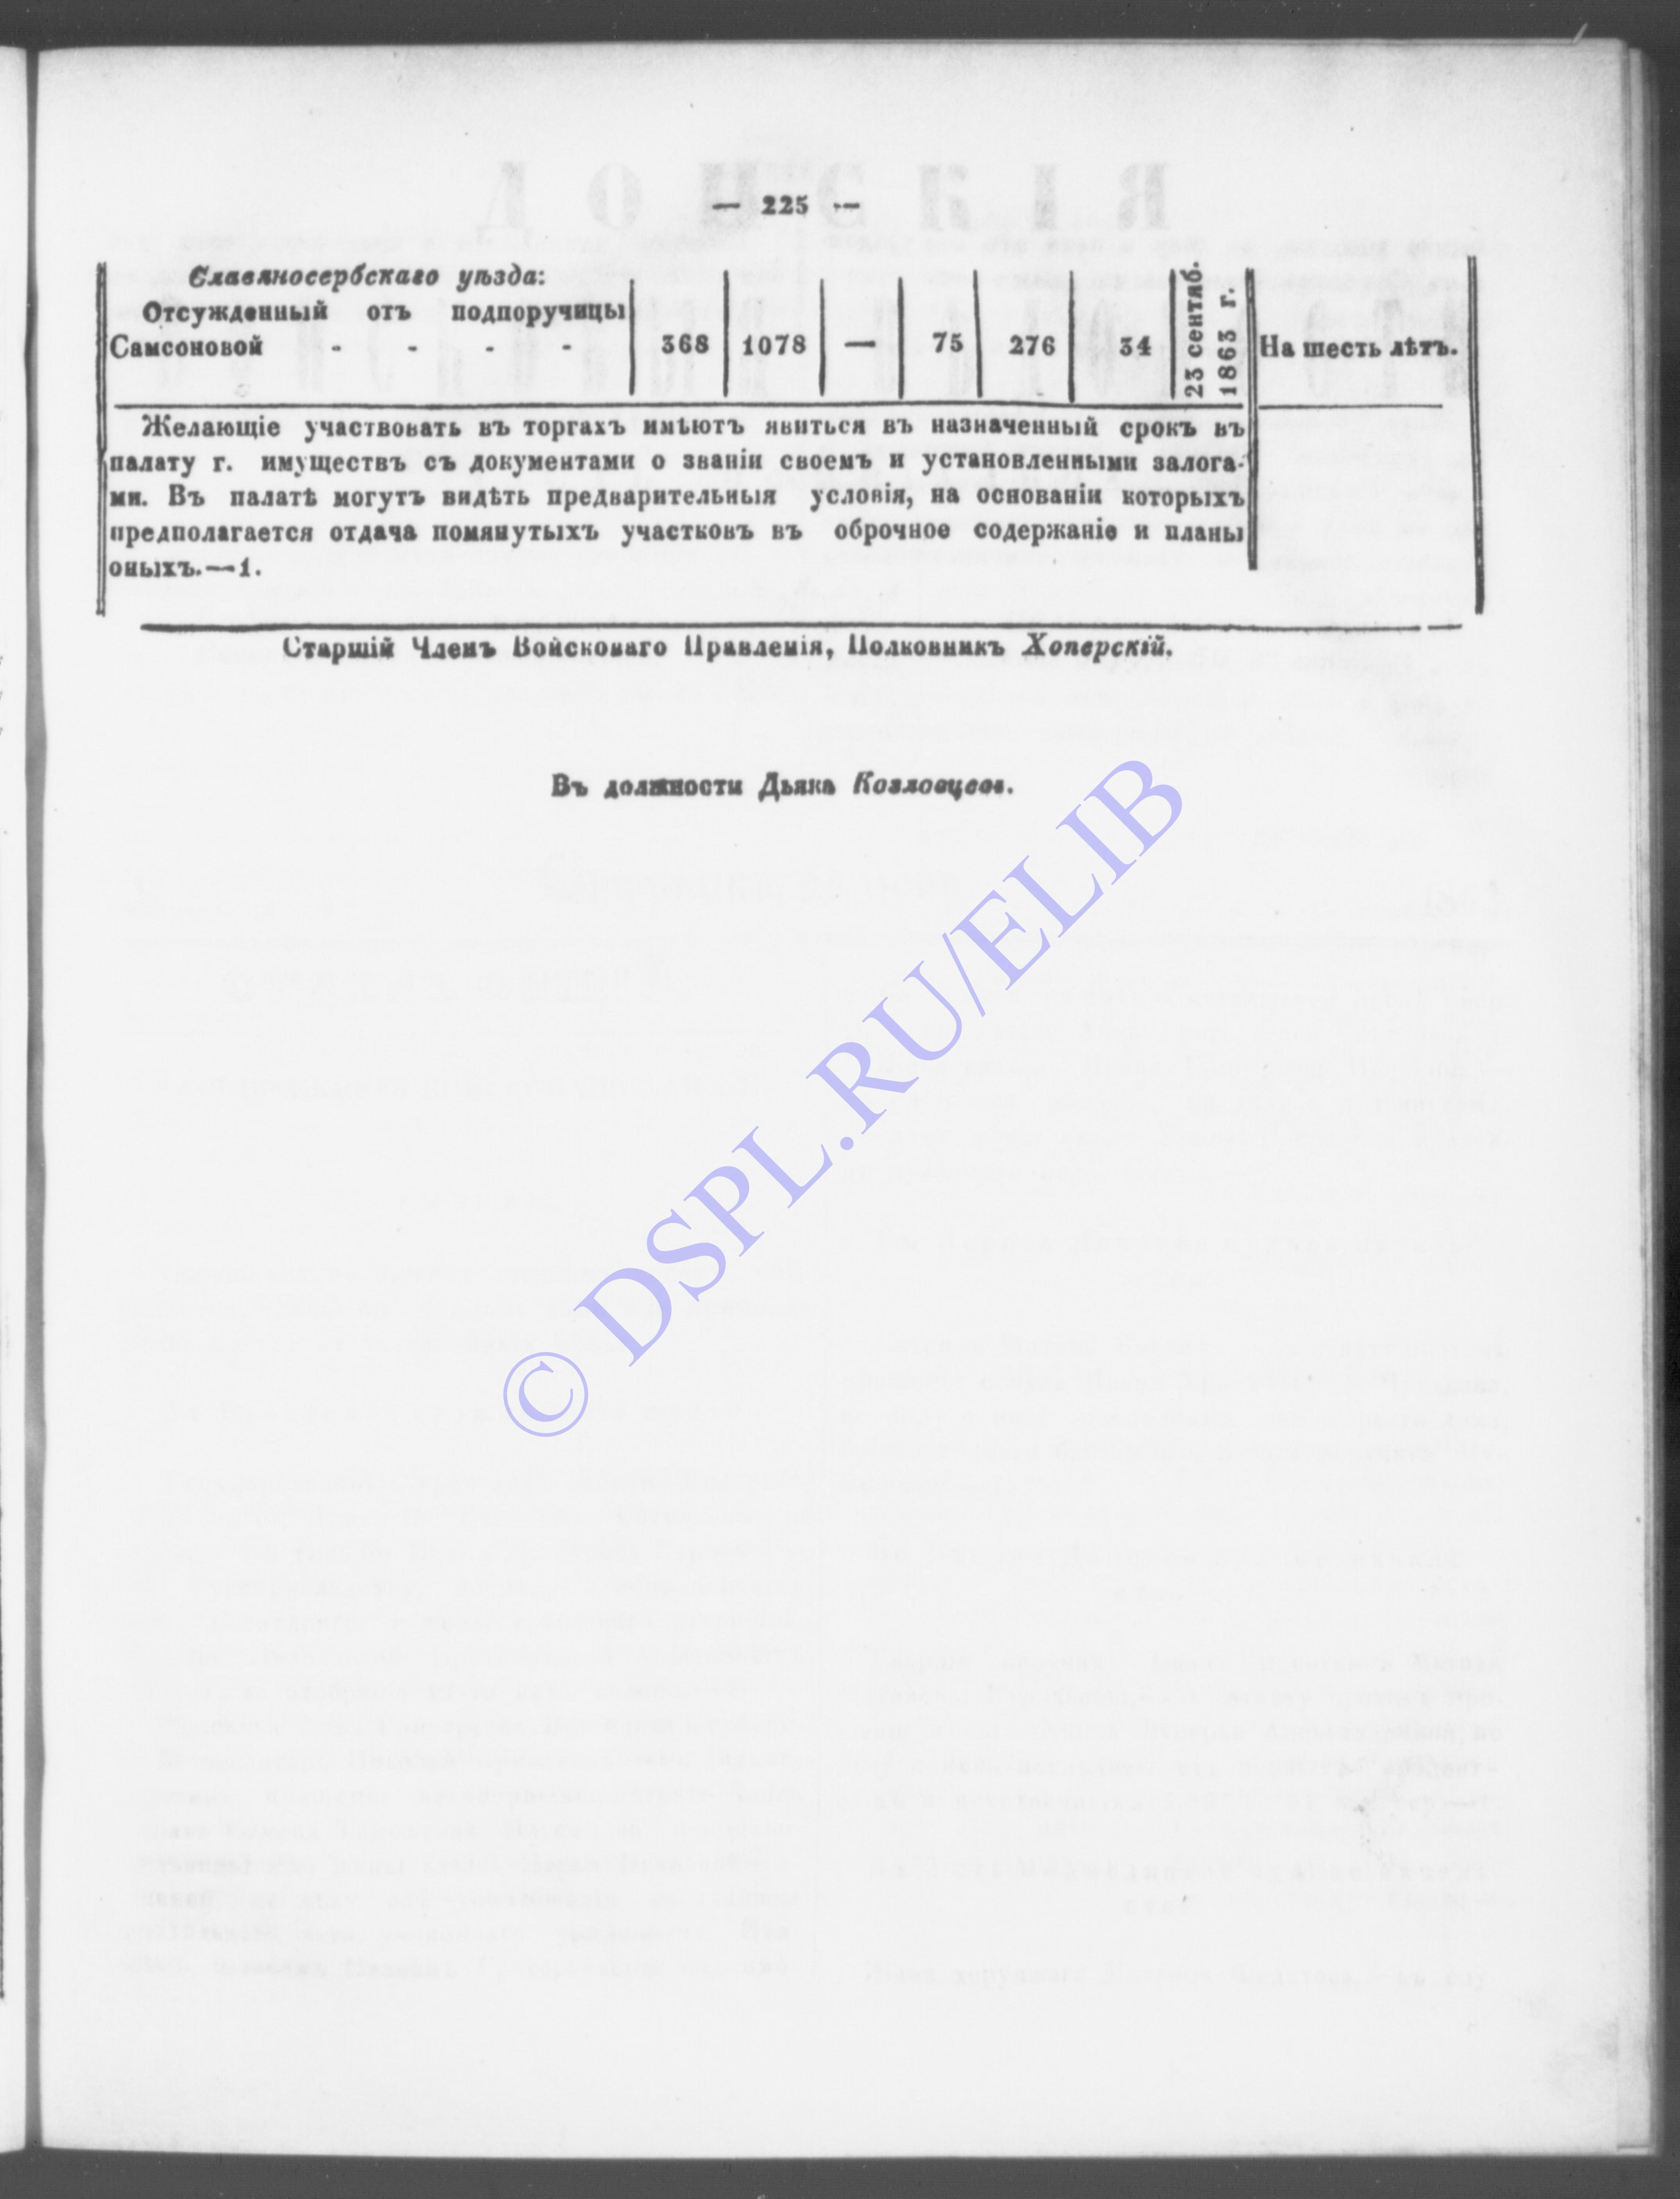 — 225 —
Славяносербскаго уѣзда:
Отсужденный отъ подпоручицы
Самсоновой - - - - 368 1078 — 75 276 34 23 сентяб. 1863 г. На шесть лѣтъ.
Желающіе участвовать въ торгахъ имѣютъ явиться въ назначенный срокъ въ
палату г. имуществъ съ документами о званіи своемъ и установленными залога-
ми. Въ палатѣ могутъ видѣть предварительныя условія, на основаніи которыхъ
предполагается отдача помянутыхъ участковъ въ оброчное содержаніе и планы
оныхъ.—1.
Старшій Членъ Войсковаго Правленія, Полковникъ Хоперскій.
Въ должности Дьяка Козловцевъ.
© DSPL.RU/ELIB